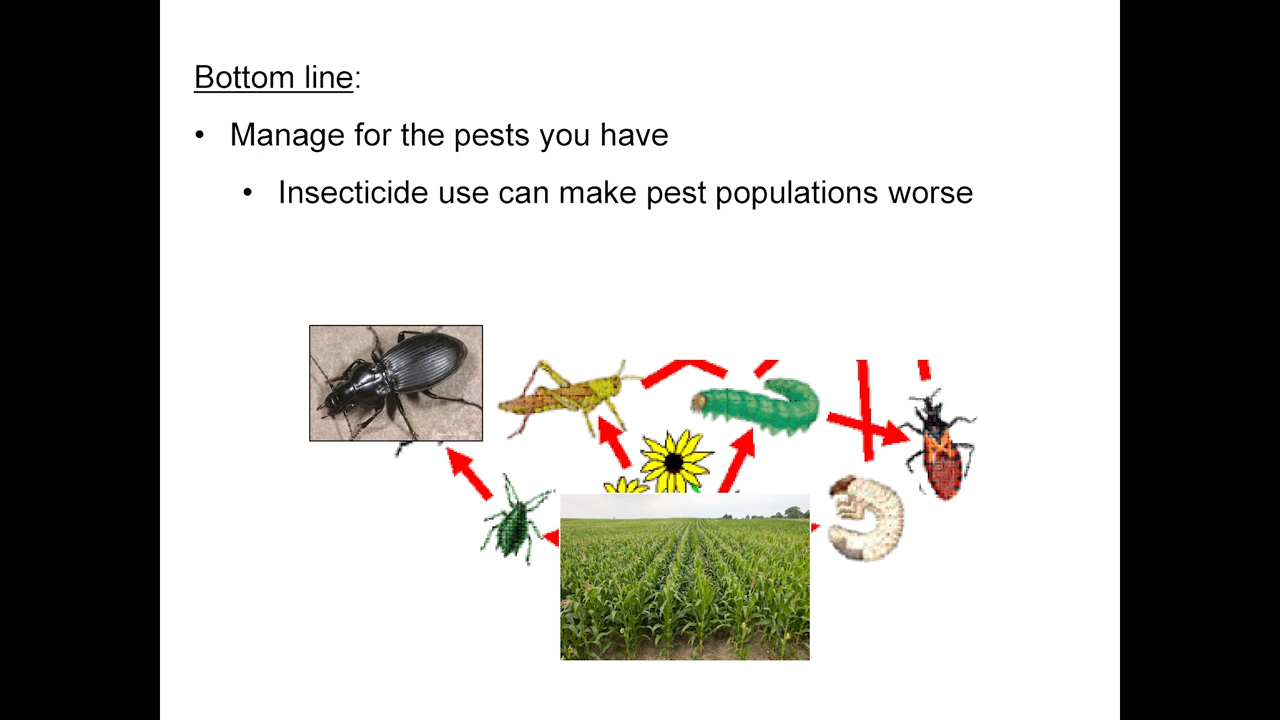 Bottom line:
• Manage for the pests you have
• Insecticide use can make pest populations worse